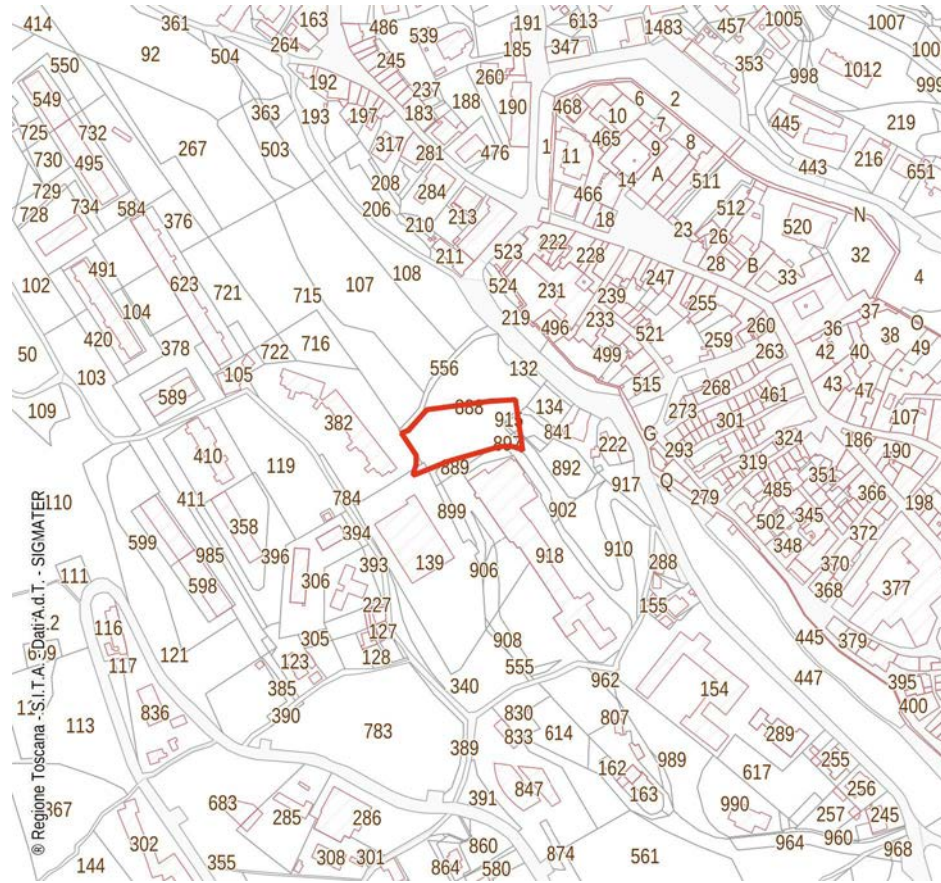 414 361 163 486 539 191 613 1483 457 1005 1007
92 504 264 245 185 347 353 998 1012 100
550 549 192 237 260 468 6 2 999
363 193 197 183 188 190 10 7 445 219
725 732 267 503 317 281 476 1 465 9 8 443 216
730 495 11 14 A 651
729 208 284 466 511
728 734 584 376 206 210 213 18 23 512 520 N
211 523 222 228 26 32
102 491 623 721 715 107 108 524 231 247 28 B 33 4
104 239 255
420 219 496 233 521 260 36 37 38 O
50 378 722 716 499 259 263 42 40 49
103 105 556 132 515 268 461 43 47
109 589 382 888 134 273 301 107
915 841 G 324 186
410 119 897 222 293 319 190
889 892 917 Q 485 351 366
110 411 784 899 902 279 502 345 198
599 358 394 348 372
985 396 393 139 906 918 910 288 370 377
111 598 306 368
227 155
116 305 127 908 445 379
117 121 123 128 555 447
385 340 962 154 395
836 390 830 400
113 783 389 833 614 807 289
989 255
367 683 391 847 162 617 256
285 286 163 990 257 245
302 860 964 960
144 355 308 301 864 580 874 561 968
® Regione Toscana - S.I.T.A. - Dati A.d.T. - SIGMATER